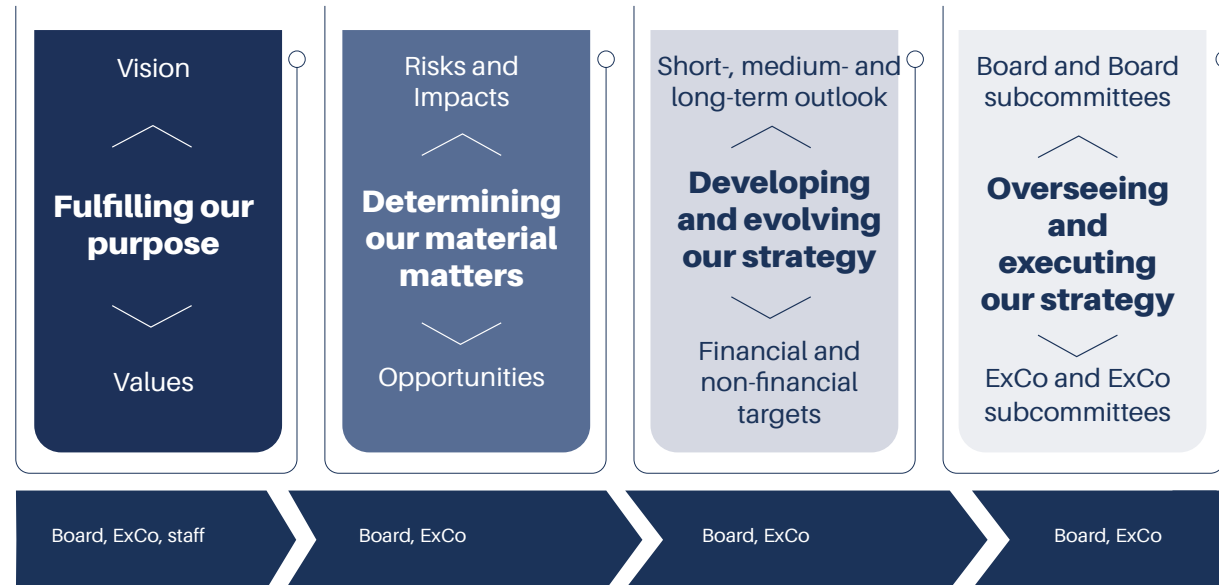 Vision
Fulfilling our
purpose
Values
Risks and
Impacts
Determining
our material
matters
Opportunities
Short-, medium- and
long-term outlook
Developing
and evolving
our strategy
Financial and
non-financial
targets
Board and Board
subcommittees
Overseeing
and
executing
our strategy
ExCo and ExCo
subcommittees
Board, ExCo, staff
Board, ExCo
Board, ExCo
Board, ExCo